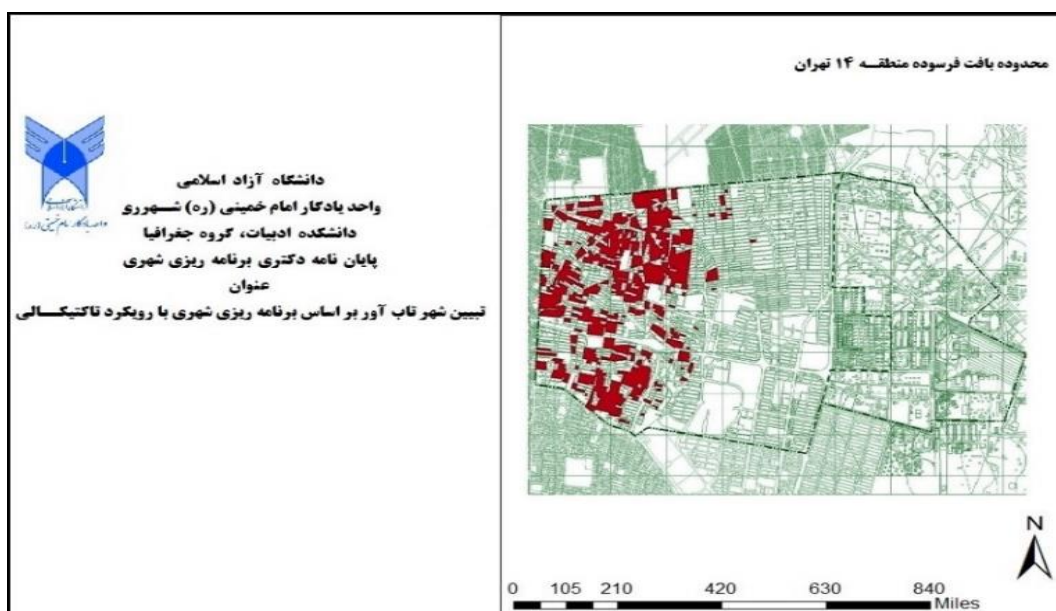 محدوده بافت فرسوده منطقــه ۱۴ تهران
دانشگاه آزاد اسلامی
واحد یادگار امام خمینی (ره) شــهرری
دانشکده ادبیات، گروه جغرافیا
پایان نامه دکتری برنامه ریزی شهری
عنوان
تبیین شهر تاب آور بر اساس برنامه ریزی شهری با رویکرد تاکتیکــالی
N
0 105 210 420 630 840
Miles